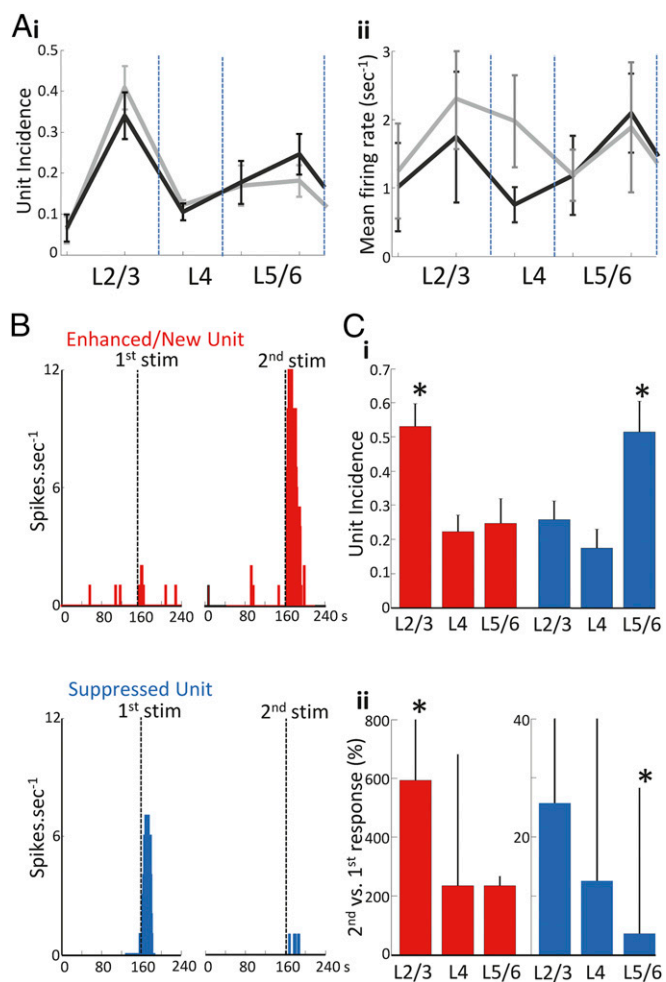 Ai
ii
0.5
0.4
0.3
0.2
0.1
0
Unit Incidence
L2/3 L4 L5/6
3
2
1
0
Mean firing rate (sec-1)
L2/3 L4 L5/6
B
Enhanced/New Unit
1st stim 2nd stim
12
6
0
Spikes.sec-1
0 80 160 240 0 80 160 240 s
Suppressed Unit
1st stim 2nd stim
12
6
0
Spikes.sec-1
0 80 160 240 0 80 160 240 s
C
i
0.7
0.6
0.5
0.4
0.3
0.2
0.1
0
Unit Incidence
* *
L2/3 L4 L5/6 L2/3 L4 L5/6
ii
800
600
400
200
0
2nd vs. 1st response (%)
40
20
0
* *
L2/3 L4 L5/6 L2/3 L4 L5/6